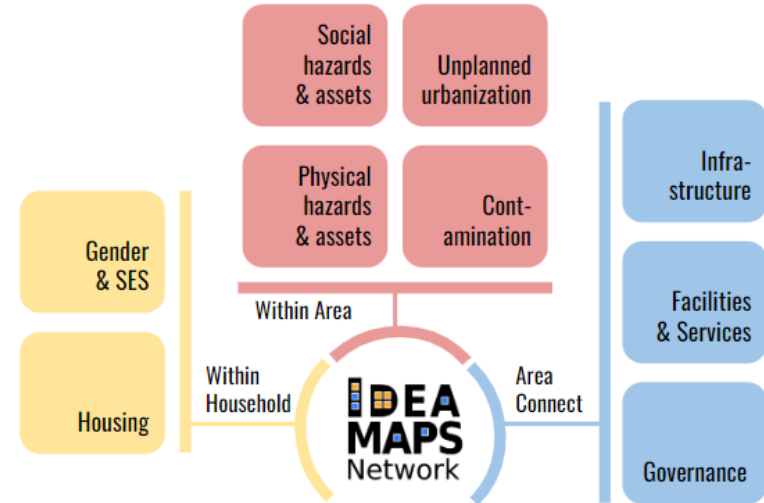 Social
hazards
& assets
Unplanned
urbanization
Physical
hazards
& assets
Cont-
amination
Within Area
Gender
& SES
Housing
Within
Household
IDEA
MAPS
Network
Area
Connect
Infra-
structure
Facilities
& Services
Governance